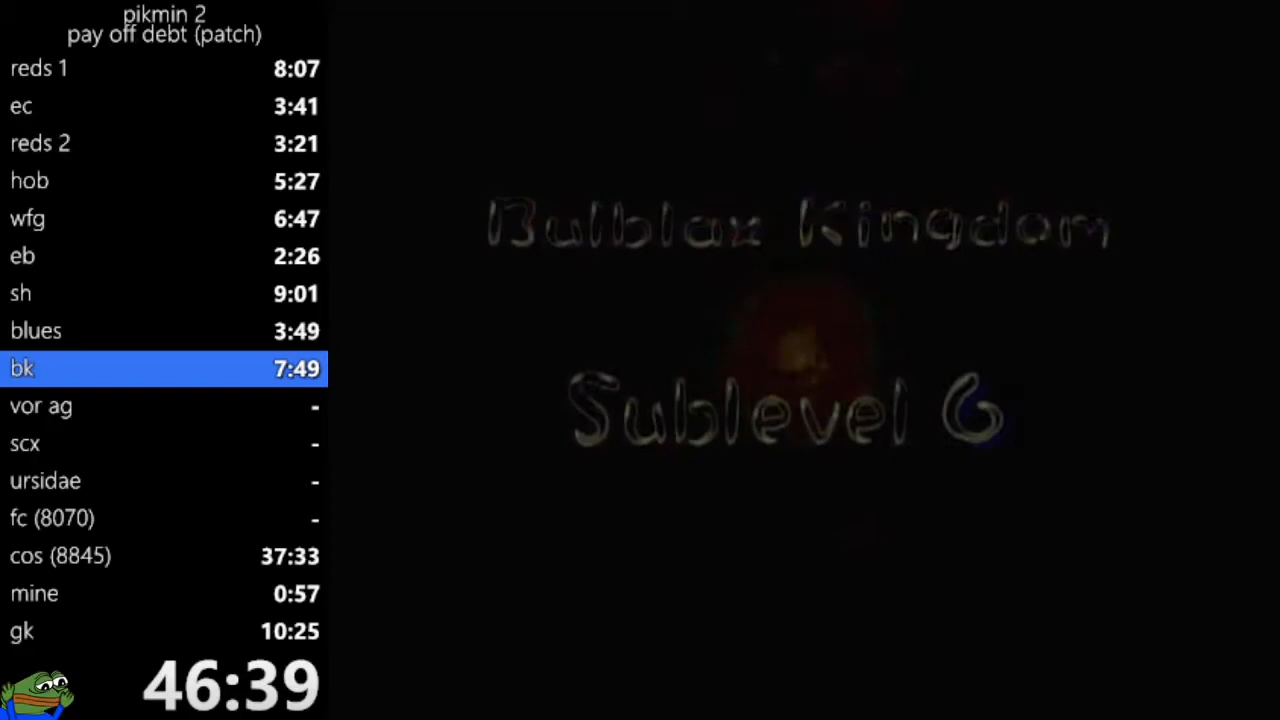 pikmin 2
pay off debt (patch)
reds 1 8:07
ec 3:41
reds 2 3:21
hob 5:27
wfg 6:47
eb 2:26
sh 9:01
blues 3:49
bk 7:49
vor ag -
scx -
ursidae -
fc (8070) -
cos (8845) 37:33
mine 0:57
gk 10:25
46:39
Bulblax Kingdom
Sublevel 6